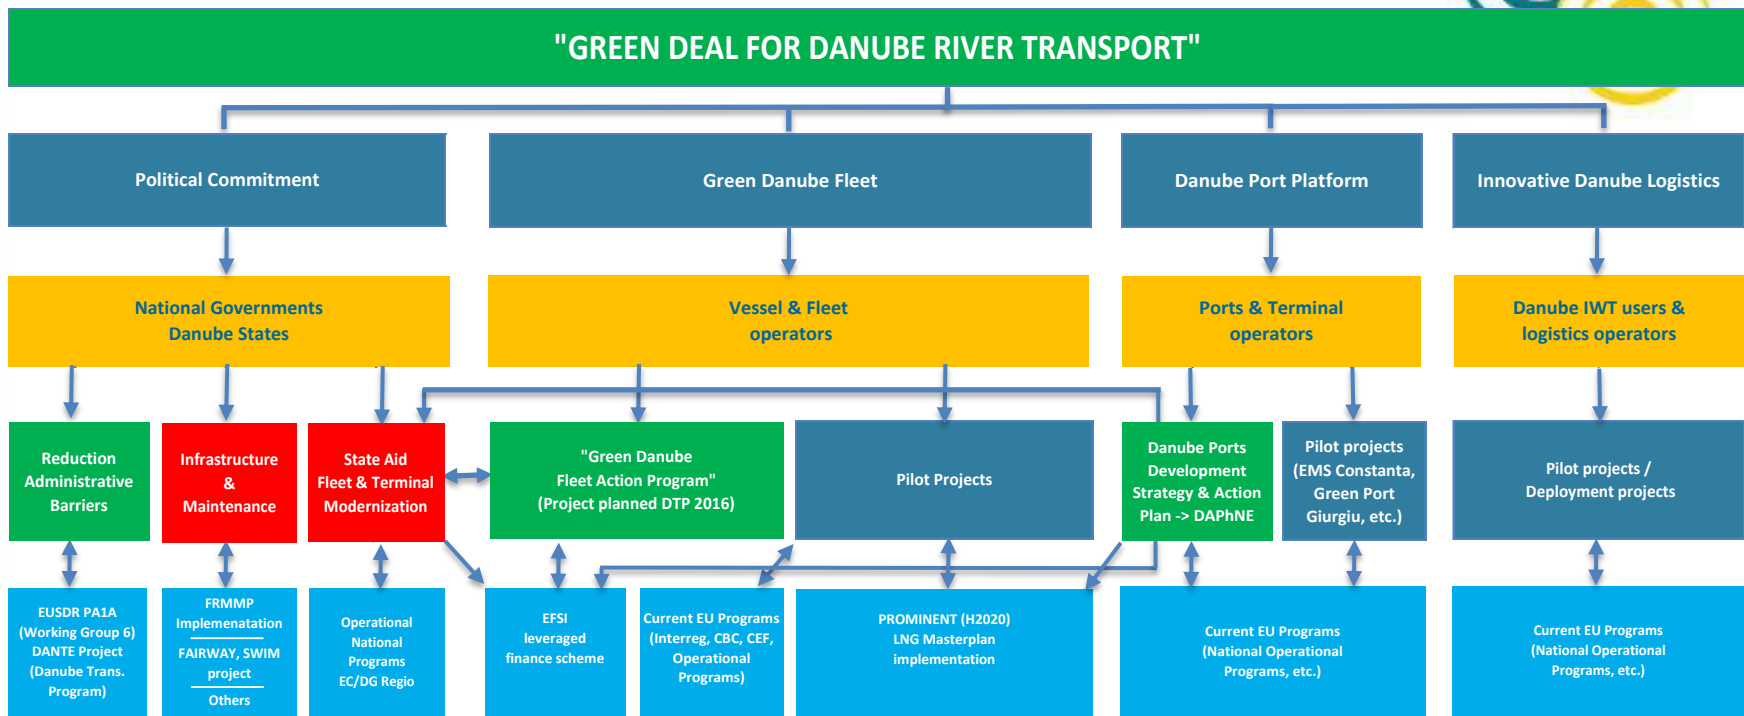 "GREEN DEAL FOR DANUBE RIVER TRANSPORT"
Political Commitment
Green Danube Fleet
Danube Port Platform
Innovative Danube Logistics
National Governments
Danube States
Vessel & Fleet
operators
Ports & Terminal
operators
Danube IWT users &
logistics operators
Reduction
Administrative
Barriers
Infrastructure
&
Maintenance
State Aid
Fleet & Terminal
Modernization
"Green Danube
Fleet Action Program"
(Project planned DTP 2016)
Pilot Projects
Danube Ports
Development
Strategy & Action
Plan -> DAPhNE
Pilot projects
(EMS Constanta,
Green Port
Giurgiu, etc.)
Pilot projects /
Deployment projects
EUSDR PA1A
(Working Group 6)
DANTE Project
(Danube Trans.
Program)
FRMMP
Implemenatation
FAIRWAY, SWIM
project
Others
Operational
National
Programs
EC/DG Regio
EFSI
leveraged
finance scheme
Current EU Programs
(Interreg, CBC, CEF,
Operational
Programs)
PROMINENT (H2020)
LNG Masterplan
implementation
Current EU Programs
(National Operational
Programs, etc.)
Current EU Programs
(National Operational
Programs, etc.)